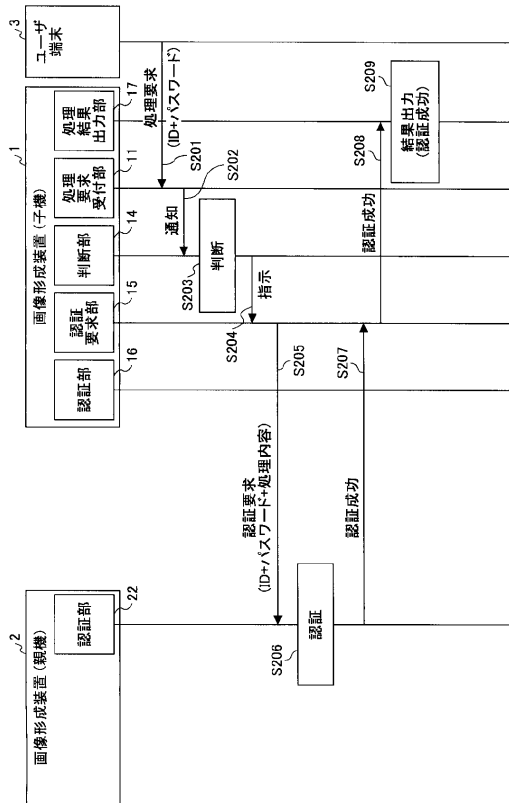 2
画像形成装置(親機)
認証部
22
1
画像形成装置(子機)
認証部
16
認証
要求部
15
判断部
14
処理
要求
受付部
11
処理
結果
出力部
17
3
ユーザ
端末
処理要求
(ID+パスワード)
S201
S202
通知
S203
判断
S204
指示
S205
認証要求
(ID+パスワード+処理内容)
S206
認証
S207
認証成功
S208
認証成功
S209
結果出力
(認証成功)